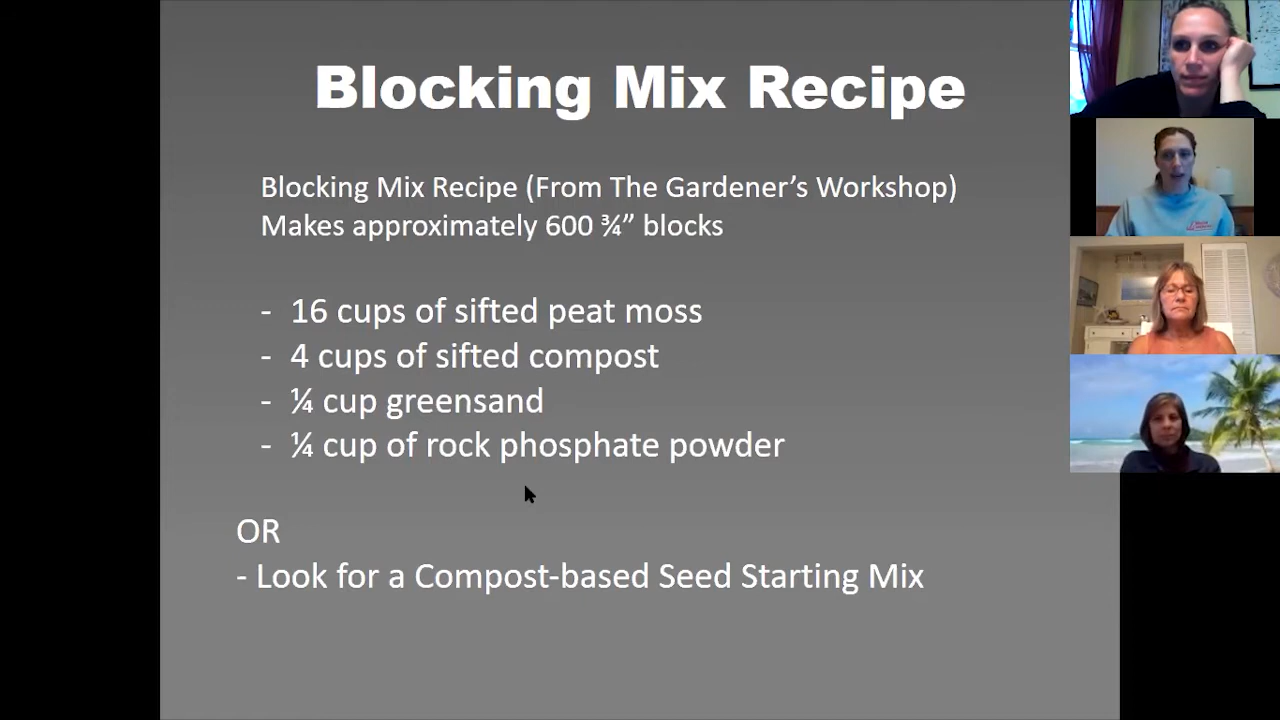 Blocking Mix Recipe
Blocking Mix Recipe (From The Gardener’s Workshop)
Makes approximately 600 ¾” blocks
- 16 cups of sifted peat moss
- 4 cups of sifted compost
- ¼ cup greensand
- ¼ cup of rock phosphate powder
OR
- Look for a Compost-based Seed Starting Mix